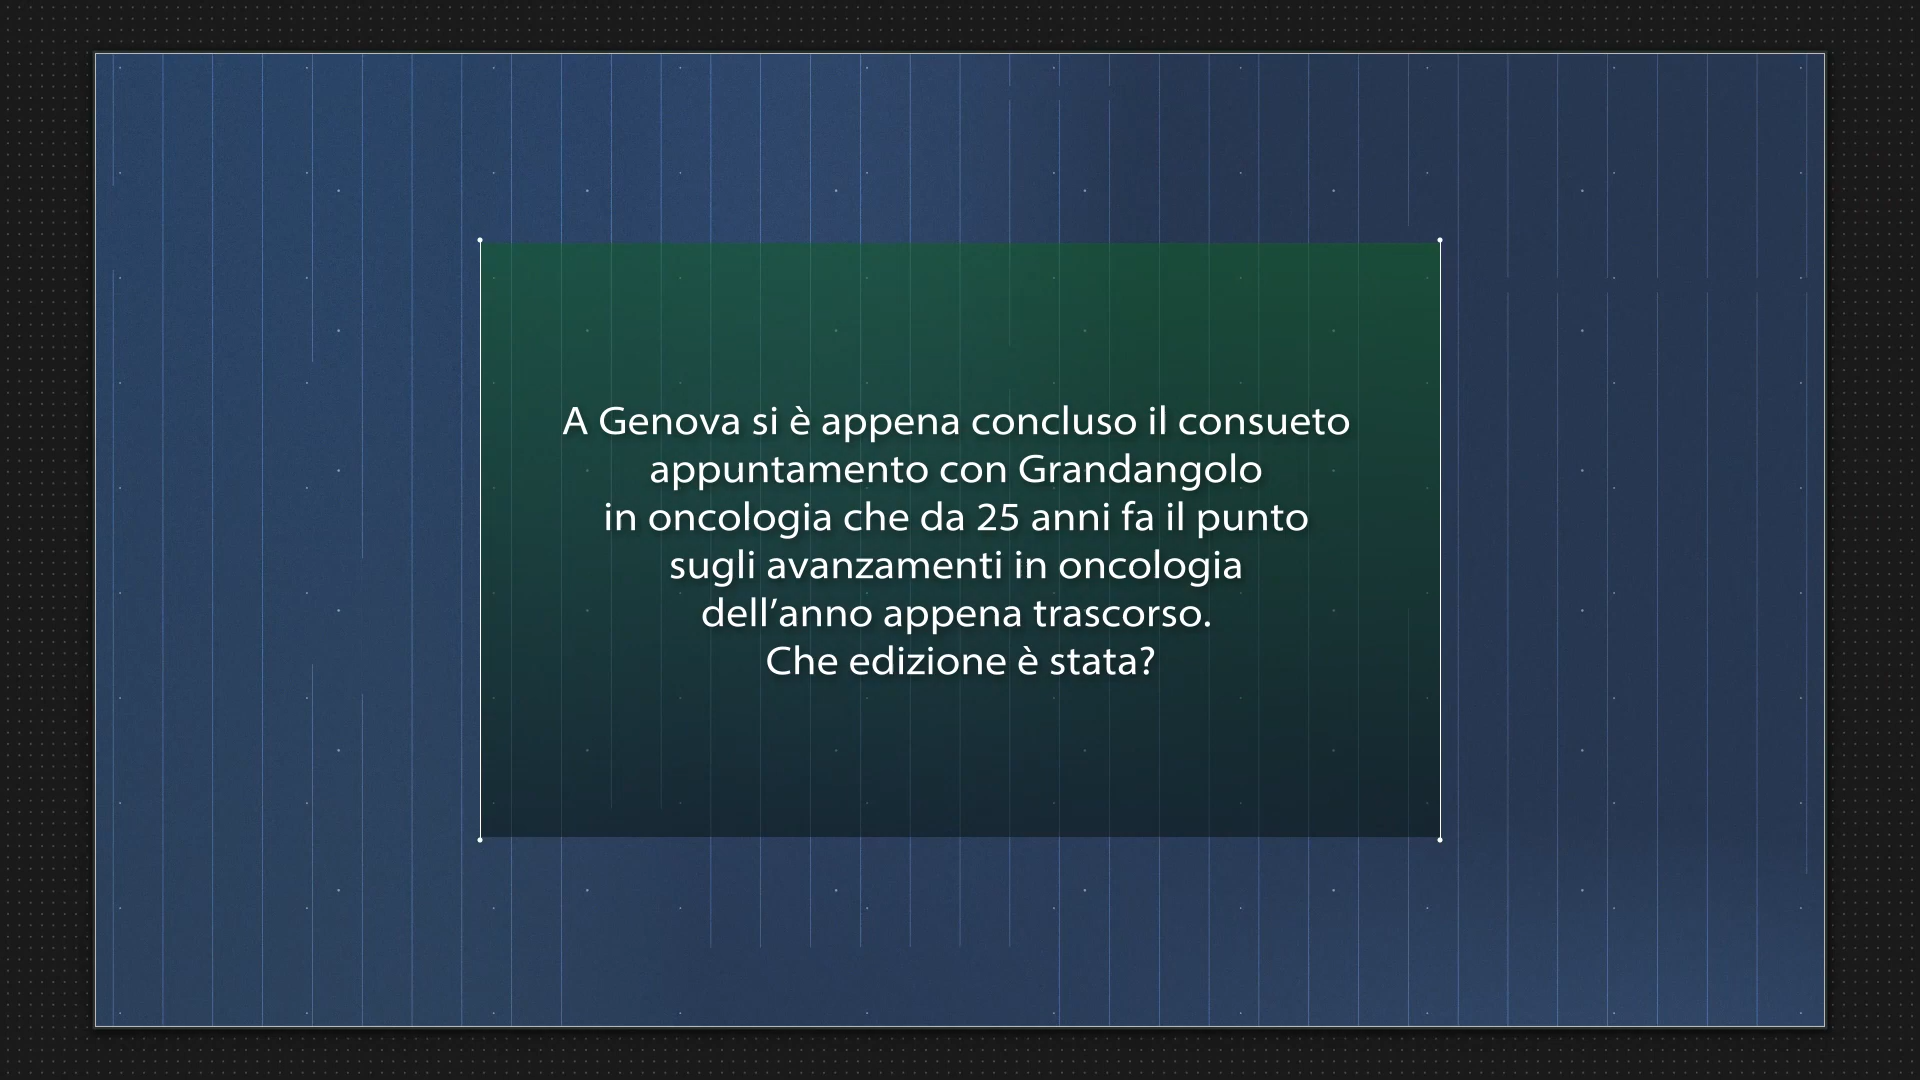 A Genova si è appena concluso il consueto
appuntamento con Grandangolo
in oncologia che da 25 anni fa il punto
sugli avanzamenti in oncologia
dell’anno appena trascorso.
Che edizione è stata?